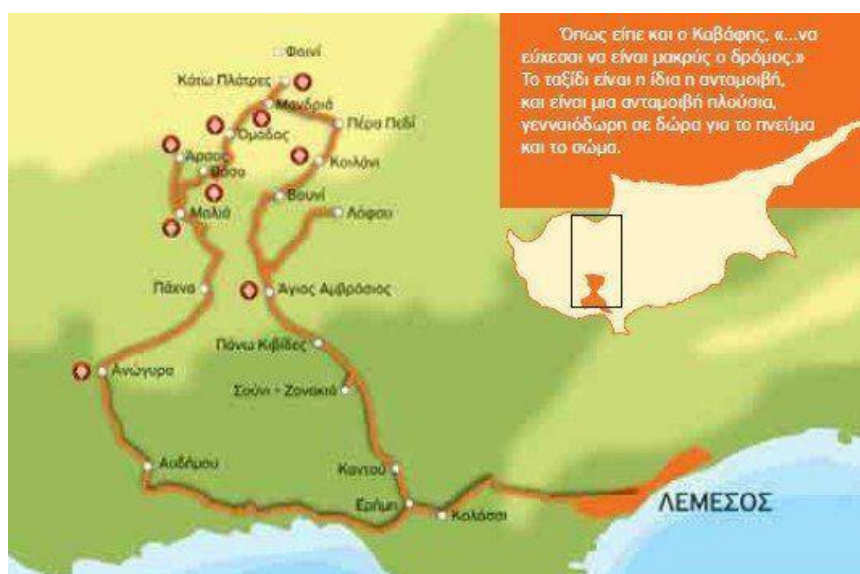 Όπως είπε και ο Καβάφης, «...να
εύχεσαι να είναι μακρύς ο δρόμος.»
Το ταξίδι είναι η ίδια η ανταμοιβή,
και είναι μια ανταμοιβή πλούσια,
γενναιόδωρη σε δώρα για το πνεύμα
και το σώμα.
Φοινί
Κάτω Πλάτρες
Μανδριά
Πέρα Πεδί
Όμοδος
Άρσος
Κοιλάνι
Βάσα
Βουνί
Μαλιά
Λόφου
Πάχνα
Άγιος Αμβρόσιος
Πάνω Κιβίδες
Ανώγυρα
Σούνι - Ζανακιά
Αυδήμου
Καντού
Ερήμη
Κολόσσι
ΛΕΜΕΣΟΣ